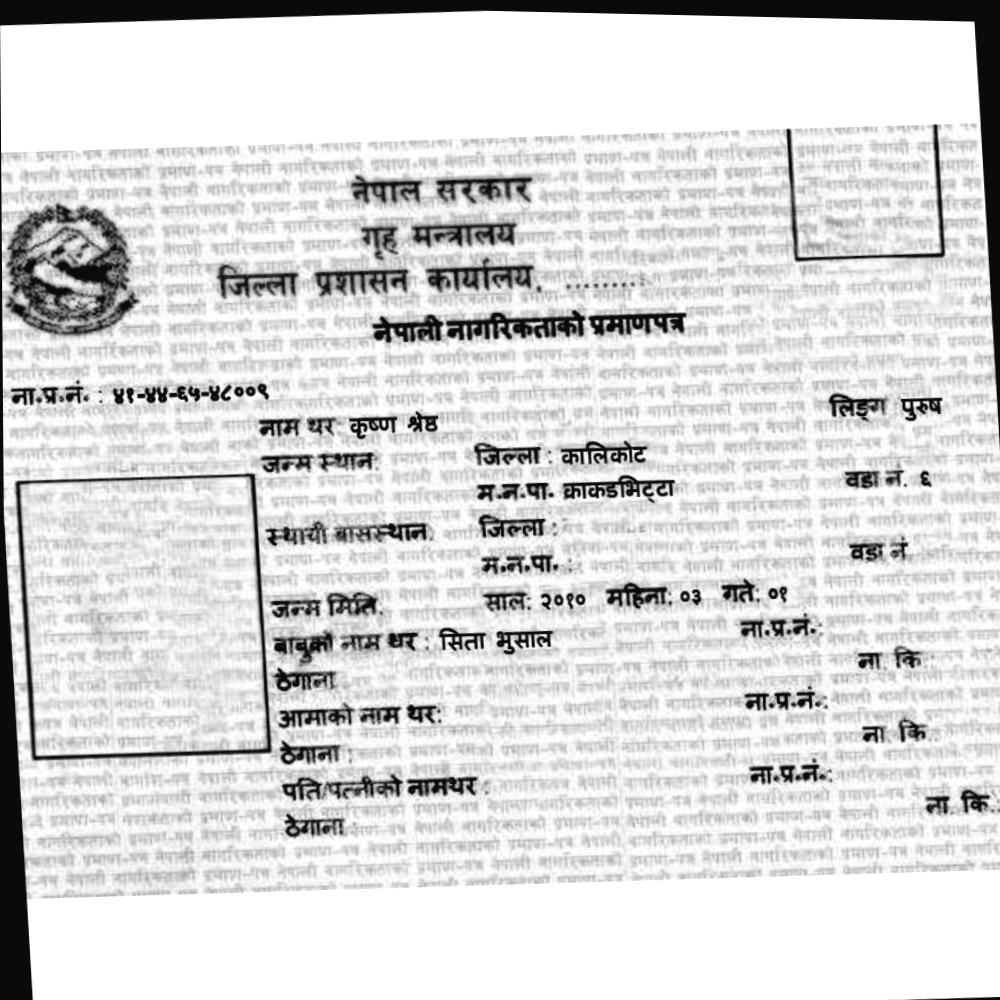 नेपाल सरकार
गृह मन्त्रालय
जिल्ला प्रशासन कार्यालय, ........
नेपाली नागरिकताको प्रमाणपत्र
ना.प्र.नं. : ४१-४४-६५-४८००९
नाम थर: कृष्ण श्रेष्ठ लिङ्ग पुरुष
जन्म स्थान: जिल्ला : कालिकोट
म.न.पा. काकडभिट्टा वडा नं. ६
स्थायी बासस्थान: जिल्ला :
म.न.पा. : वडा नं.
जन्म मिति: साल: २०१० महिना: ०३ गते: ०१
बाबुको नाम थर : सिता भुसाल ना.प्र.नं.:
ठेगाना ना. कि.:
आमाको नाम थर: ना.प्र.नं.:
ठेगाना : ना. कि.:
पति/पत्नीको नामथर : ना.प्र.नं.:
ठेगाना : ना. कि.: